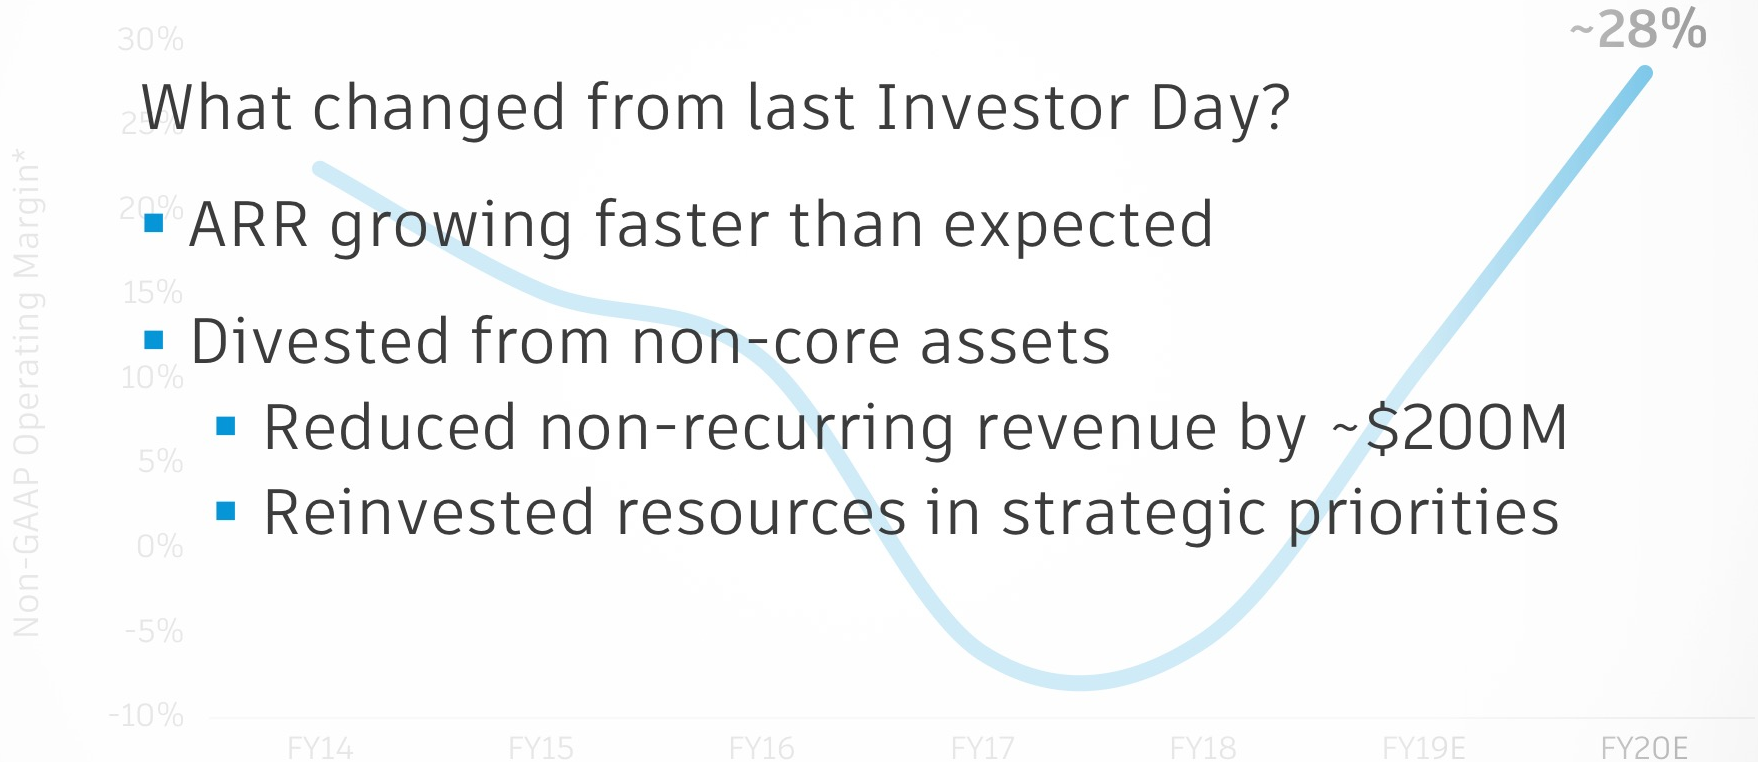 ~28%
30%
What changed from last Investor Day?
25%
20%
ARR growing faster than expected
15%
Divested from non-core assets
10%
Reduced non-recurring revenue by ~$200M
5%
Reinvested resources in strategic priorities
0%
-5%
-10%
Non-GAAP Operating Margin*
FY14 FY15 FY16 FY17 FY18 FY19E FY20E